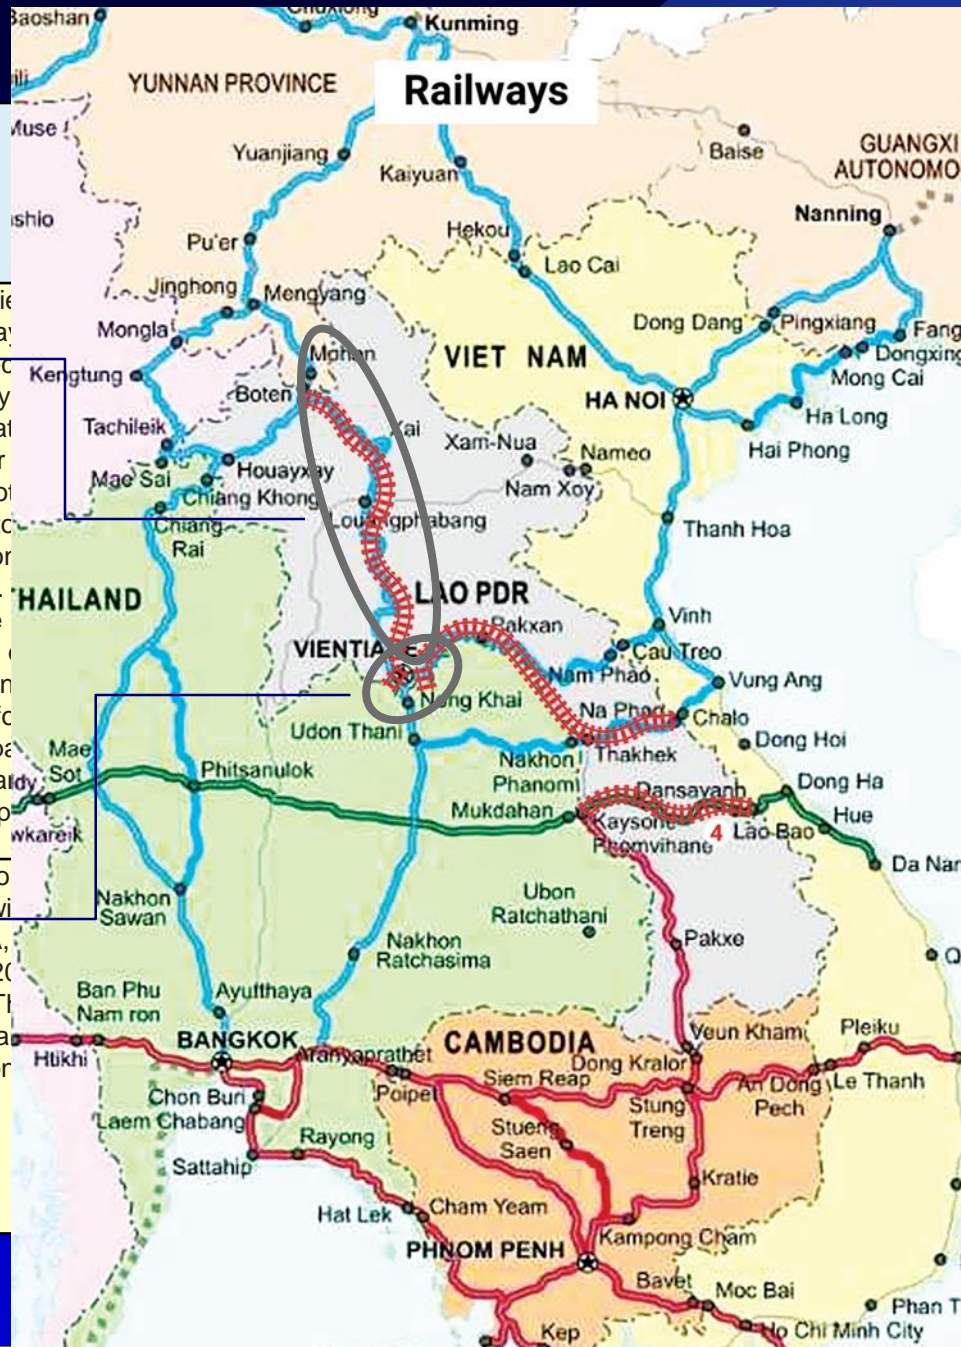 Baoshan
Chuxiong
Kunming
YUNNAN PROVINCE
Railways
Muse
Yuanjiang
Kaiyuan
Baise
GUANGXI
AUTONOMO
Nanning
Pu'er
Hekou
Lao Cai
Jinghong
Mengyang
Mongla
Dong Dang
Pingxiang
Fang
Dongxing
Mohan
VIET NAM
Kengtung
Mong Cai
Boten
HA NOI
Ha Long
Tachileik
Xai
Xam-Nua
Nameo
Hai Phong
Mae Sai
Houayxay
Nam Xoy
Chiang Khong
Chiang
Rai
Louangphabang
Thanh Hoa
THAILAND
LAO PDR
Vinh
Pakxan
VIENTIANE
Cau Treo
Nam Phao
Vung Ang
Nong Khai
Na Phao
Chalo
Udon Thani
Dong Hoi
Mae
Sot
Nakhon
Phanom
Thakhek
Phitsanulok
Dansavanh
Dong Ha
Mukdahan
Kaysone
Phomvihane
4
Lao Bao
Hue
wkareik
Da Nan
Nakhon
Sawan
Ubon
Ratchathani
Nakhon
Ratchasima
Pakxe
Ban Phu
Nam ron
Ayutthaya
BANGKOK
CAMBODIA
Veun Kham
Pleiku
Htikhi
Aranyaprathet
Dong Kralor
Poipet
Siem Reap
An Dong
Pech
Le Thanh
Chon Buri
Laem Chabang
Stung
Treng
Stueng
Saen
Rayong
Sattahip
Kratie
Hat Lek
Cham Yeam
Kampong Cham
PHNOM PENH
Bavet
Moc Bai
Phan T
Kep
Ho Chi Minh City